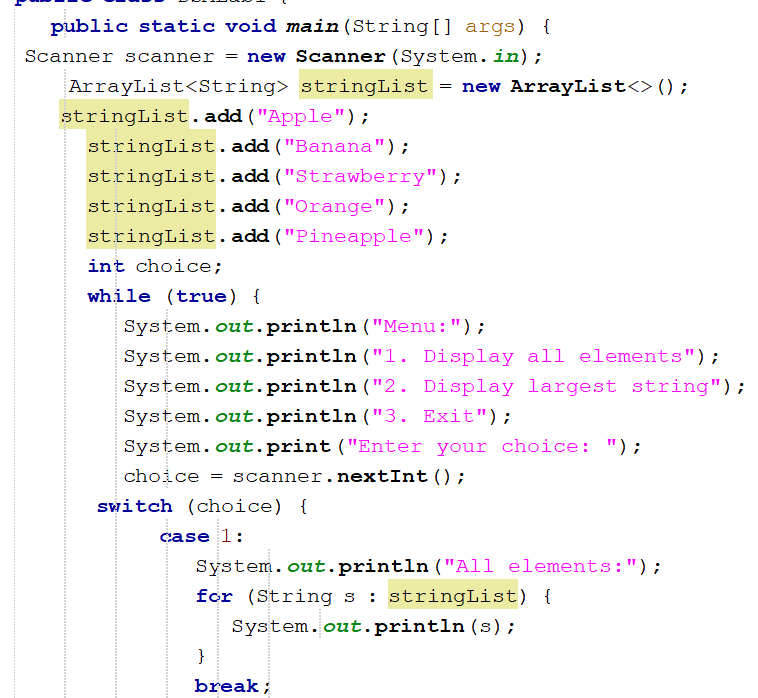 public static void main(String[] args) {
Scanner scanner = new Scanner(System.in);
ArrayList<String> stringList = new ArrayList<>();
stringList.add("Apple");
stringList.add("Banana");
stringList.add("Strawberry");
stringList.add("Orange");
stringList.add("Pineapple");
int choice;
while (true) {
System.out.println("Menu:");
System.out.println("1. Display all elements");
System.out.println("2. Display largest string");
System.out.println("3. Exit");
System.out.print("Enter your choice: ");
choice = scanner.nextInt();
switch (choice) {
case 1:
System.out.println("All elements:");
for (String s : stringList) {
System.out.println(s);
}
break;